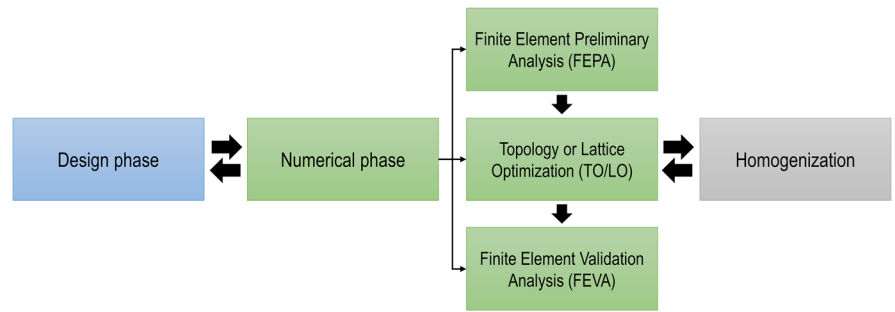 Design phase
Numerical phase
Finite Element Preliminary
Analysis (FEPA)
Topology or Lattice
Optimization (TO/LO)
Finite Element Validation
Analysis (FEVA)
Homogenization